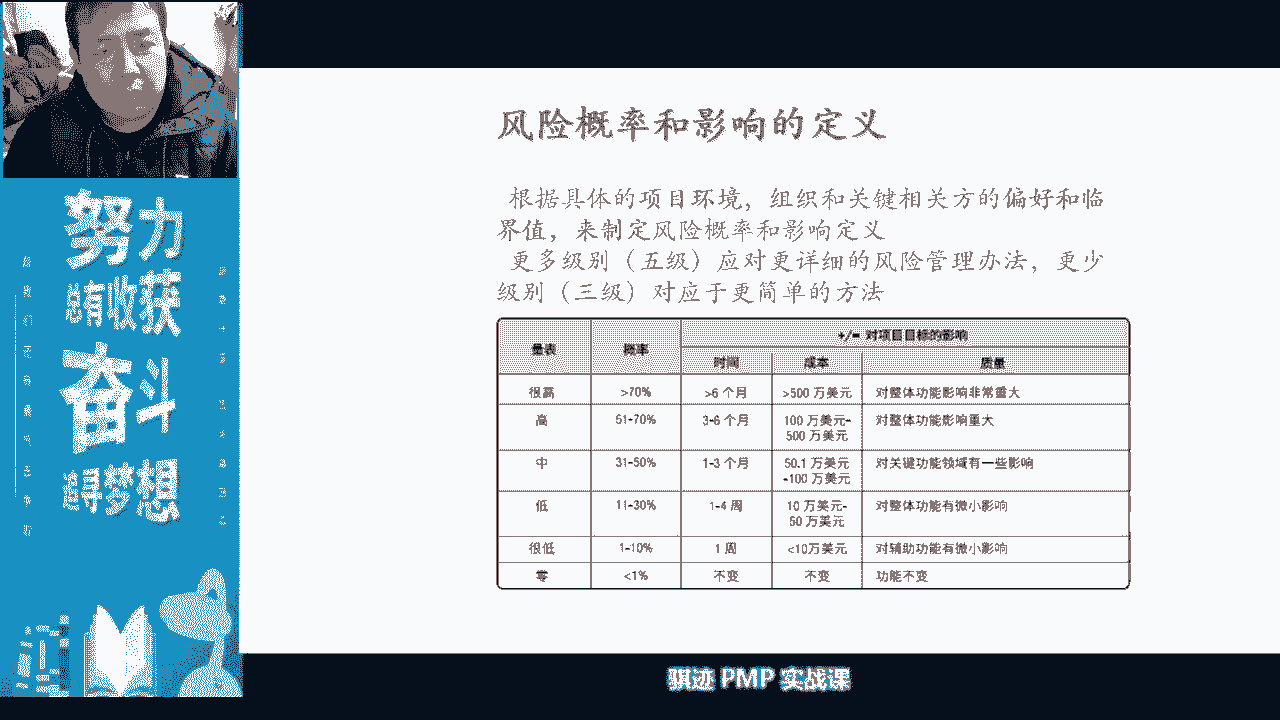 努力
总有收获
奋斗
追寻梦想
风险概率和影响的定义
根据具体的项目环境，组织和关键相关方的偏好和临
界值，来制定风险概率和影响定义
更多级别（五级）应对更详细的风险管理办法，更少
级别（三级）对应于更简单的方法
+/- 对项目目标的影响
量表 概率 时间 成本 质量
很高 >70% >6 个月 >500 万美元 对整体功能影响非常重大
高 51-70% 3-6 个月 100 万美元-
500 万美元 对整体功能影响重大
中 31-50% 1-3 个月 50.1 万美元
-100 万美元 对关键功能领域有一些影响
低 11-30% 1-4 周 10 万美元-
50 万美元 对整体功能有微小影响
很低 1-10% 1 周 <10万美元 对辅助功能有微小影响
零 <1% 不变 不变 功能不变
骐迹 PMP 实战课